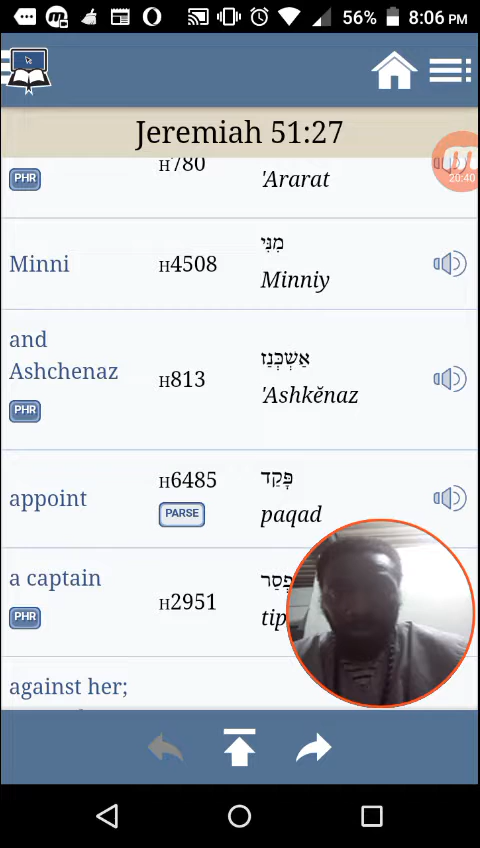 56% 8:06 PM
Jeremiah 51:27
20:40
PHR
H780
'Ararat
Minni
H4508
מִנִּי
Minniy
and
Ashchenaz
PHR
H813
אַשְׁכְּנַז
'Ashkĕnaz
appoint
H6485
PARSE
פָּקַד
paqad
a captain
PHR
H2951
against her;